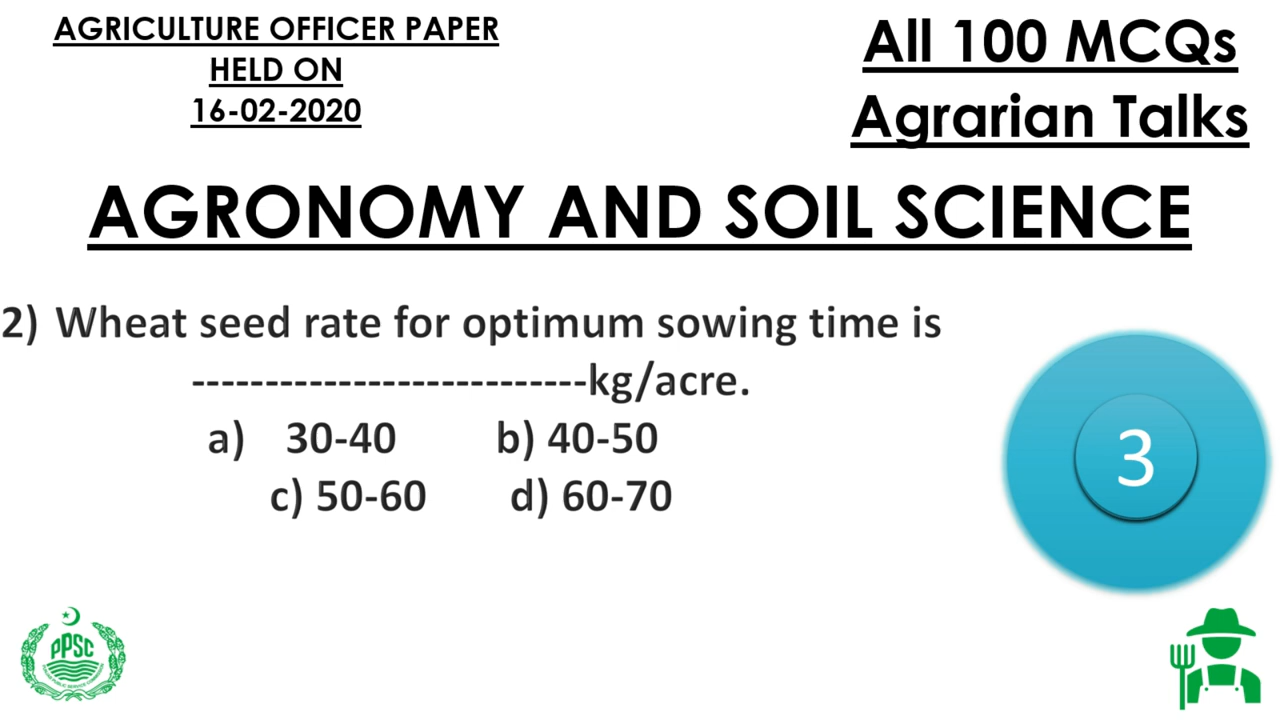 AGRICULTURE OFFICER PAPER
HELD ON
16-02-2020
All 100 MCQs
Agrarian Talks
AGRONOMY AND SOIL SCIENCE
2) Wheat seed rate for optimum sowing time is
---------------------------kg/acre.
a) 30-40 b) 40-50
c) 50-60 d) 60-70
3
PPSC